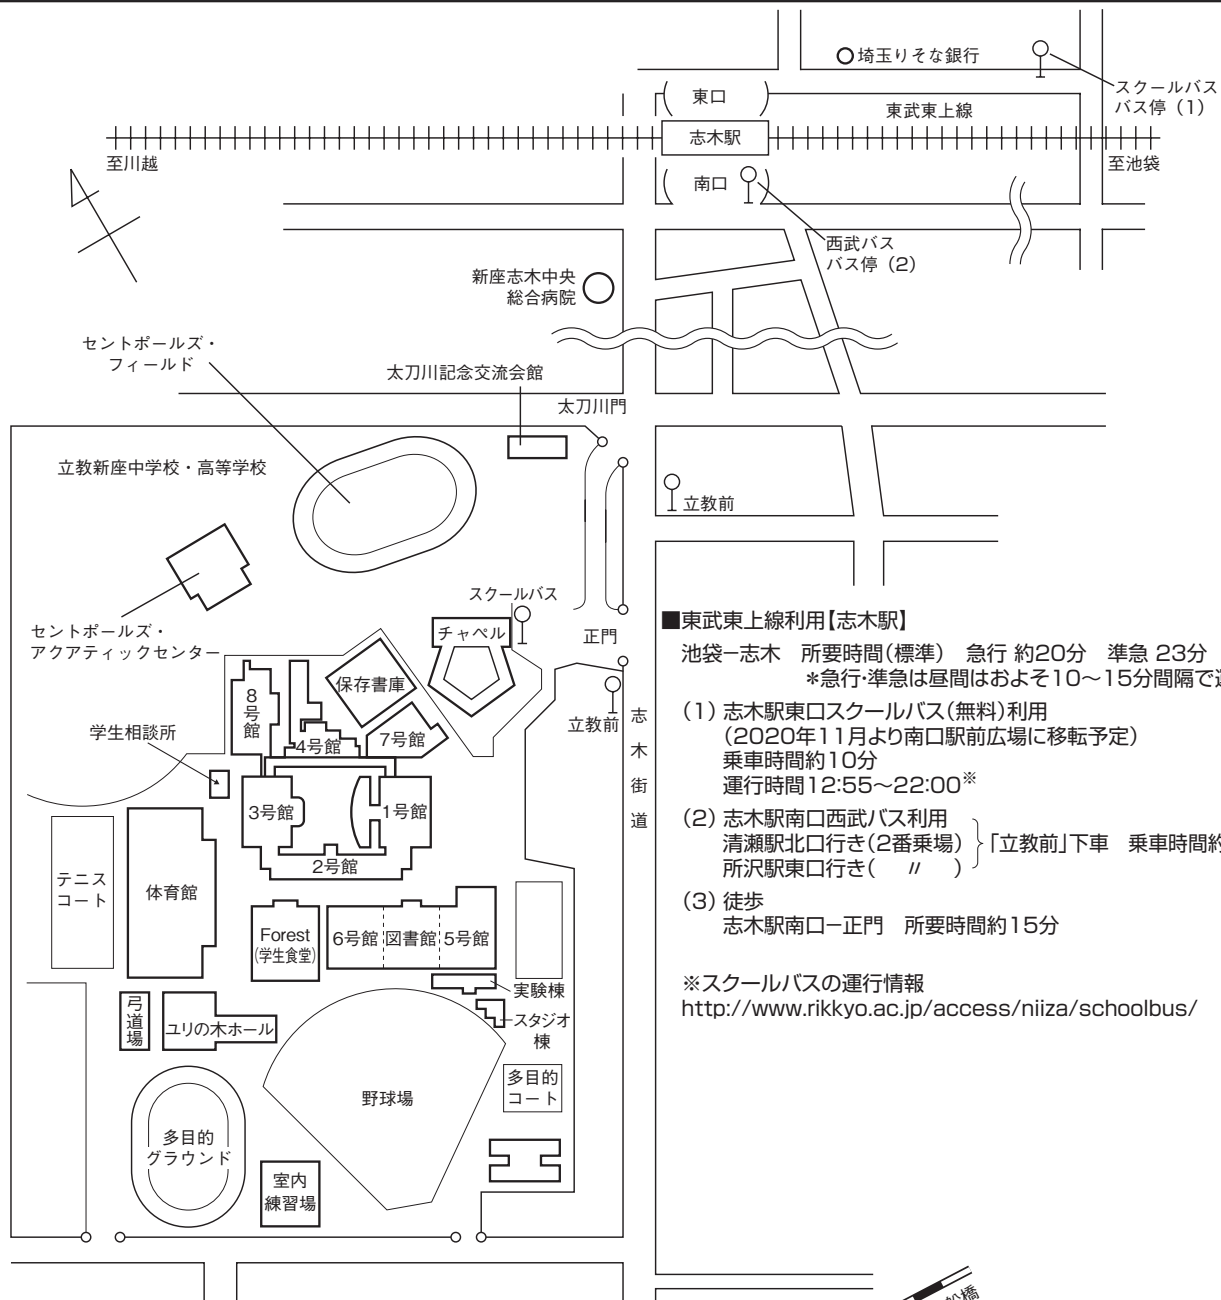 埼玉りそな銀行
スクールバス
バス停（1）
東口
東武東上線
志木駅
至川越
至池袋
南口
西武バス
バス停（2）
新座志木中央
総合病院
セントポールズ・
フィールド
太刀川記念交流会館
太刀川門
立教新座中学校・高等学校
立教前
スクールバス
セントポールズ・
アクアティックセンター
チャペル
正門
保存書庫
8号館
立教前
学生相談所
4号館
7号館
志木街道
3号館
1号館
2号館
テニス
コート
体育館
Forest
(学生食堂)
6号館
図書館
5号館
実験棟
弓道場
ユリの木ホール
スタジオ
棟
多目的
コート
野球場
多目的
グラウンド
室内
練習場
■東武東上線利用【志木駅】
池袋−志木　所要時間（標準）　急行 約20分　準急 23分
＊急行・準急は昼間はおよそ10〜15分間隔で
（1）志木駅東口スクールバス（無料）利用
（2020年11月より南口駅前広場に移転予定）
乗車時間約10分
運行時間12:55〜22:00※
（2）志木駅南口西武バス利用
清瀬駅北口行き（2番乗場）
所沢駅東口行き（　〃　）
「立教前」下車　乗車時間約
（3）徒歩
志木駅南口−正門　所要時間約15分
※スクールバスの運行情報
http://www.rikkyo.ac.jp/access/niiza/schoolbus/